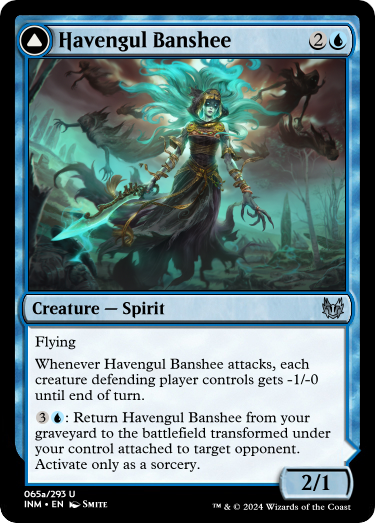 Havengul Banshee 2
Creature — Spirit
Flying
Whenever Havengul Banshee attacks, each
creature defending player controls gets -1/-0
until end of turn.
3 : Return Havengul Banshee from your
graveyard to the battlefield transformed under
your control attached to target opponent.
Activate only as a sorcery.
2/1
065a/293 U
INM • EN SMITE
™ & © 2024 Wizards of the Coast